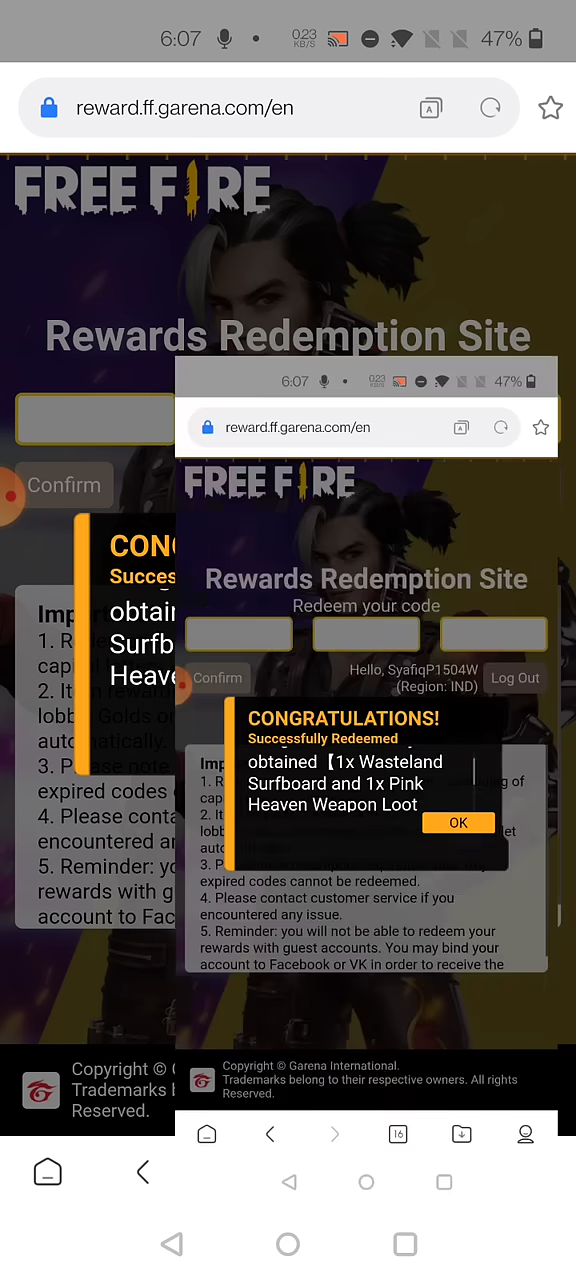 6:07
0.23
KB/S
47%
reward.ff.garena.com/en
FREE FIRE
Rewards Redemption Site
Confirm
CON
Succes
obtain
Surfb
Heave
Imp
1. R
capi
2. It
lobb
automatically.
3. P
expired codes
4. Please conta
encountered an
5. Reminder: yo
rewards with g
account to Fac
Copyright ©
Trademarks b
Reserved.
6:07
0.23
KB/S
47%
reward.ff.garena.com/en
FREE FIRE
Rewards Redemption Site
Redeem your code
Confirm
Hello, SyafiqP1504W
(Region: IND)
Log Out
CONGRATULATIONS!
Successfully Redeemed
obtained【1x Wasteland
Surfboard and 1x Pink
Heaven Weapon Loot
OK
Imp
1. R
of
cap
2. It
lobb
3. P
expired codes cannot be redeemed.
4. Please contact customer service if you
encountered any issue.
5. Reminder: you will not be able to redeem your
rewards with guest accounts. You may bind your
account to Facebook or VK in order to receive the
Copyright © Garena International.
Trademarks belong to their respective owners. All rights
Reserved.
16